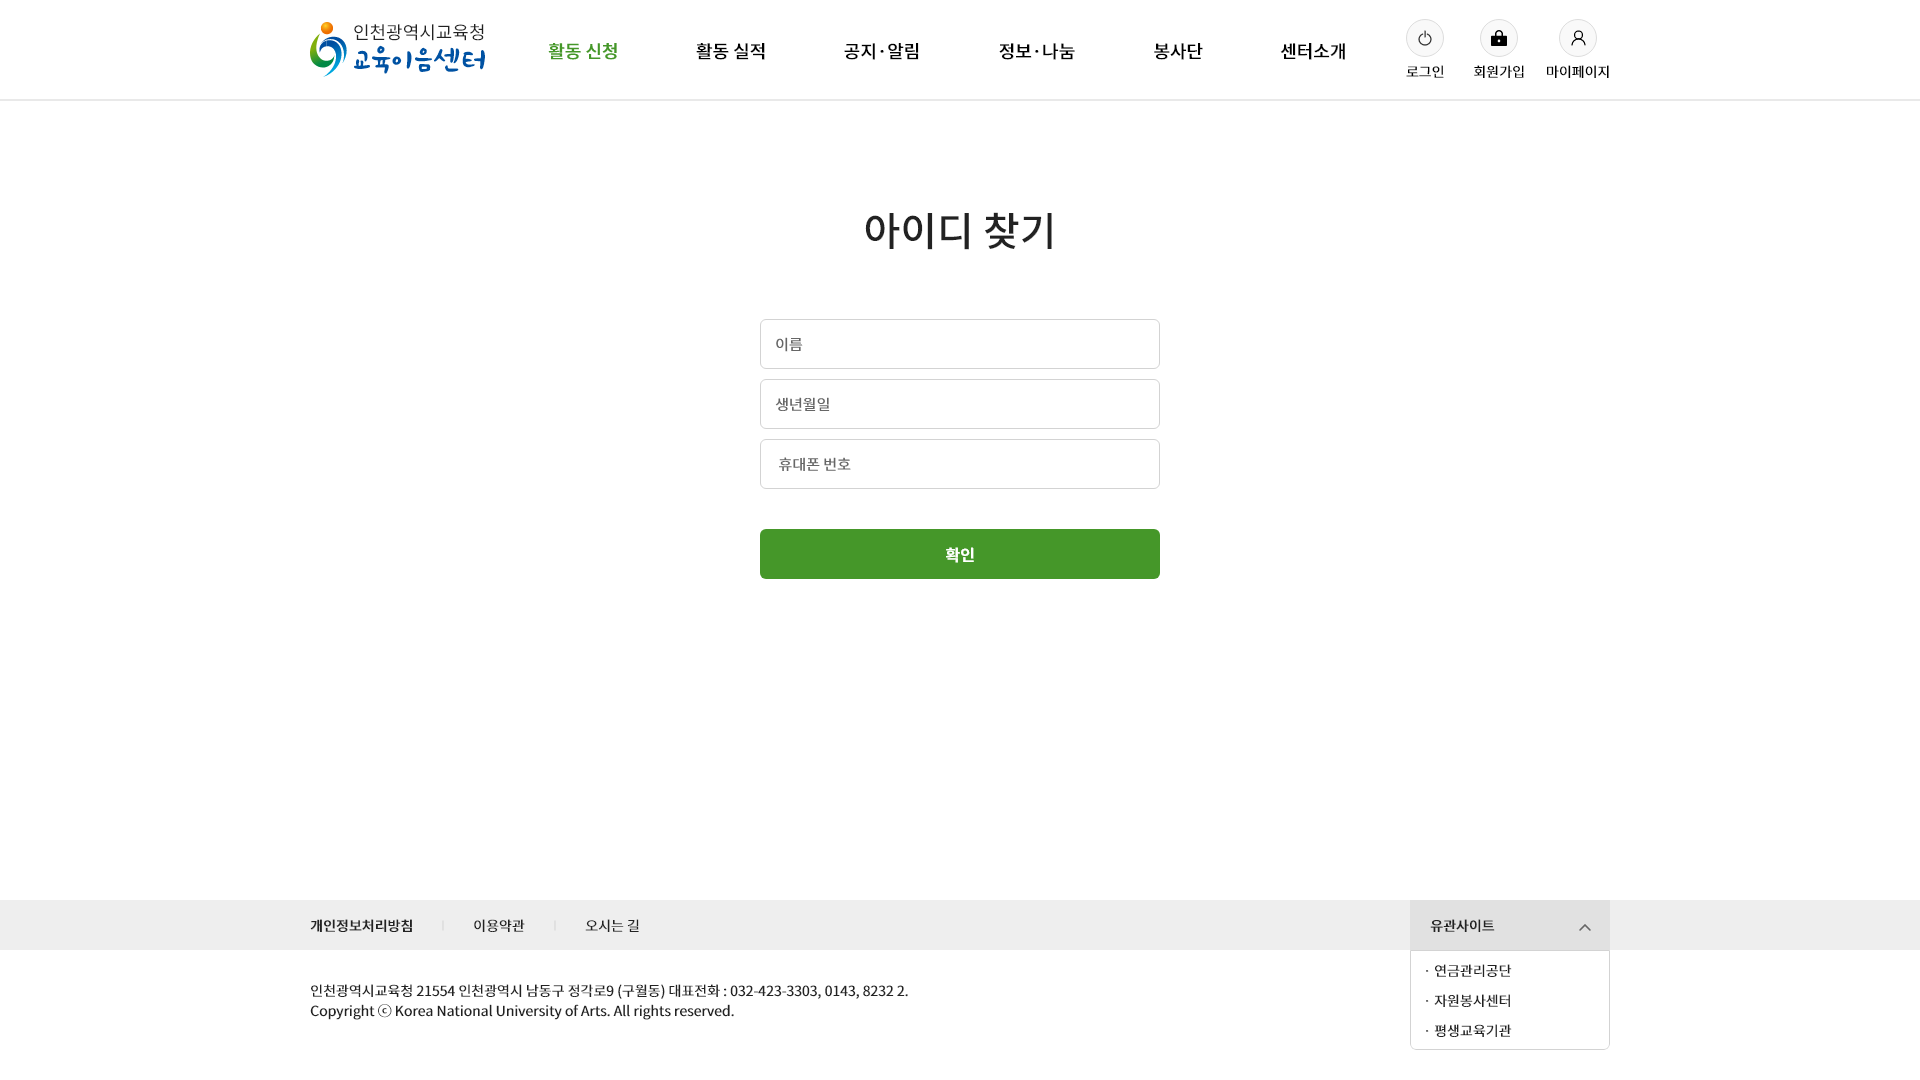 인천광역시교육청
교육이음센터
활동 신청
활동 실적
공지·알림
정보·나눔
봉사단
센터소개
로그인
회원가입
마이페이지
아이디 찾기
이름
생년월일
휴대폰 번호
확인
개인정보처리방침
이용약관
오시는 길
유관사이트
· 연금관리공단
· 자원봉사센터
· 평생교육기관
인천광역시교육청 21554 인천광역시 남동구 정각로9 (구월동) 대표전화 : 032-423-3303, 0143, 8232 2.
Copyright ⓒ Korea National University of Arts. All rights reserved.